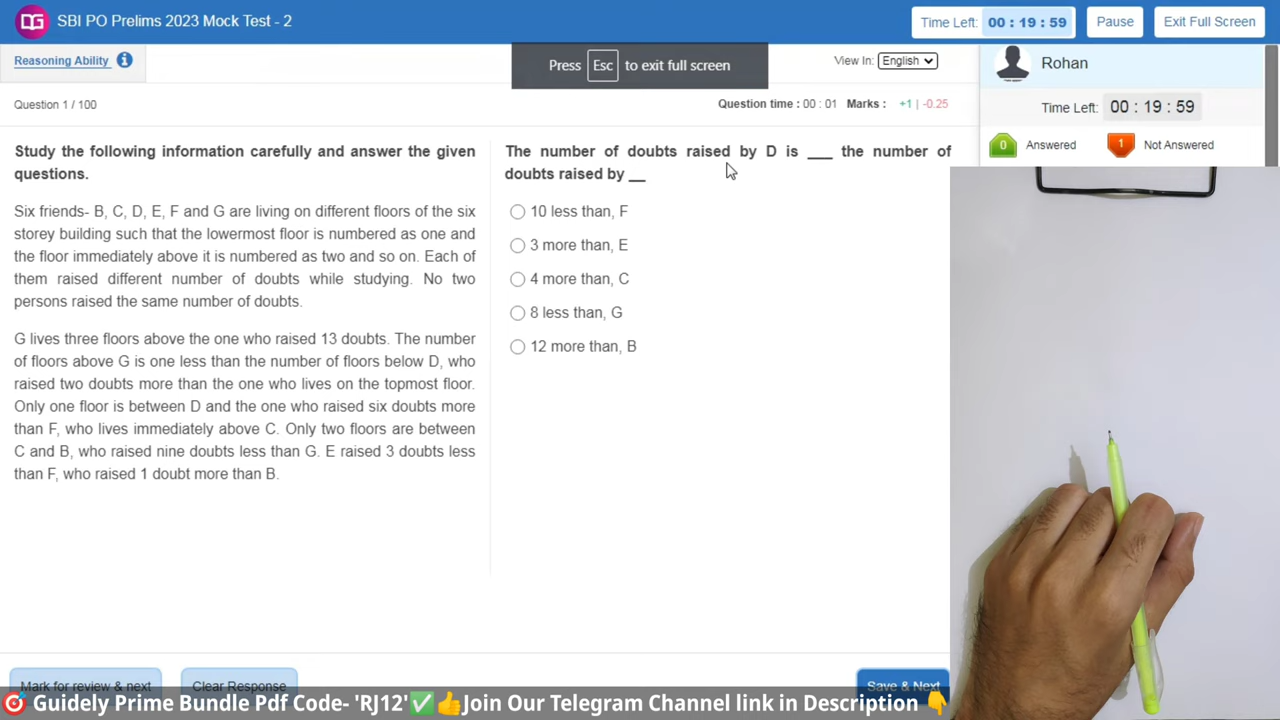 DG SBI PO Prelims 2023 Mock Test - 2
Time Left: 00 : 19 : 59
Pause
Exit Full Screen
Reasoning Ability i
Press Esc to exit full screen
View In: English
Rohan
Question 1 / 100
Question time : 00 : 01 Marks : +1 | -0.25
Time Left: 00 : 19 : 59
0 Answered
1 Not Answered
Study the following information carefully and answer the given
questions.
Six friends- B, C, D, E, F and G are living on different floors of the six
storey building such that the lowermost floor is numbered as one and
the floor immediately above it is numbered as two and so on. Each of
them raised different number of doubts while studying. No two
persons raised the same number of doubts.
G lives three floors above the one who raised 13 doubts. The number
of floors above G is one less than the number of floors below D, who
raised two doubts more than the one who lives on the topmost floor.
Only one floor is between D and the one who raised six doubts more
than F, who lives immediately above C. Only two floors are between
C and B, who raised nine doubts less than G. E raised 3 doubts less
than F, who raised 1 doubt more than B.
The number of doubts raised by D is ___ the number of
doubts raised by __
10 less than, F
3 more than, E
4 more than, C
8 less than, G
12 more than, B
Mark for review & next
Clear Response
Save & Next
🎯 Guidely Prime Bundle Pdf Code- 'RJ12'✅👍Join Our Telegram Channel link in Description 👇